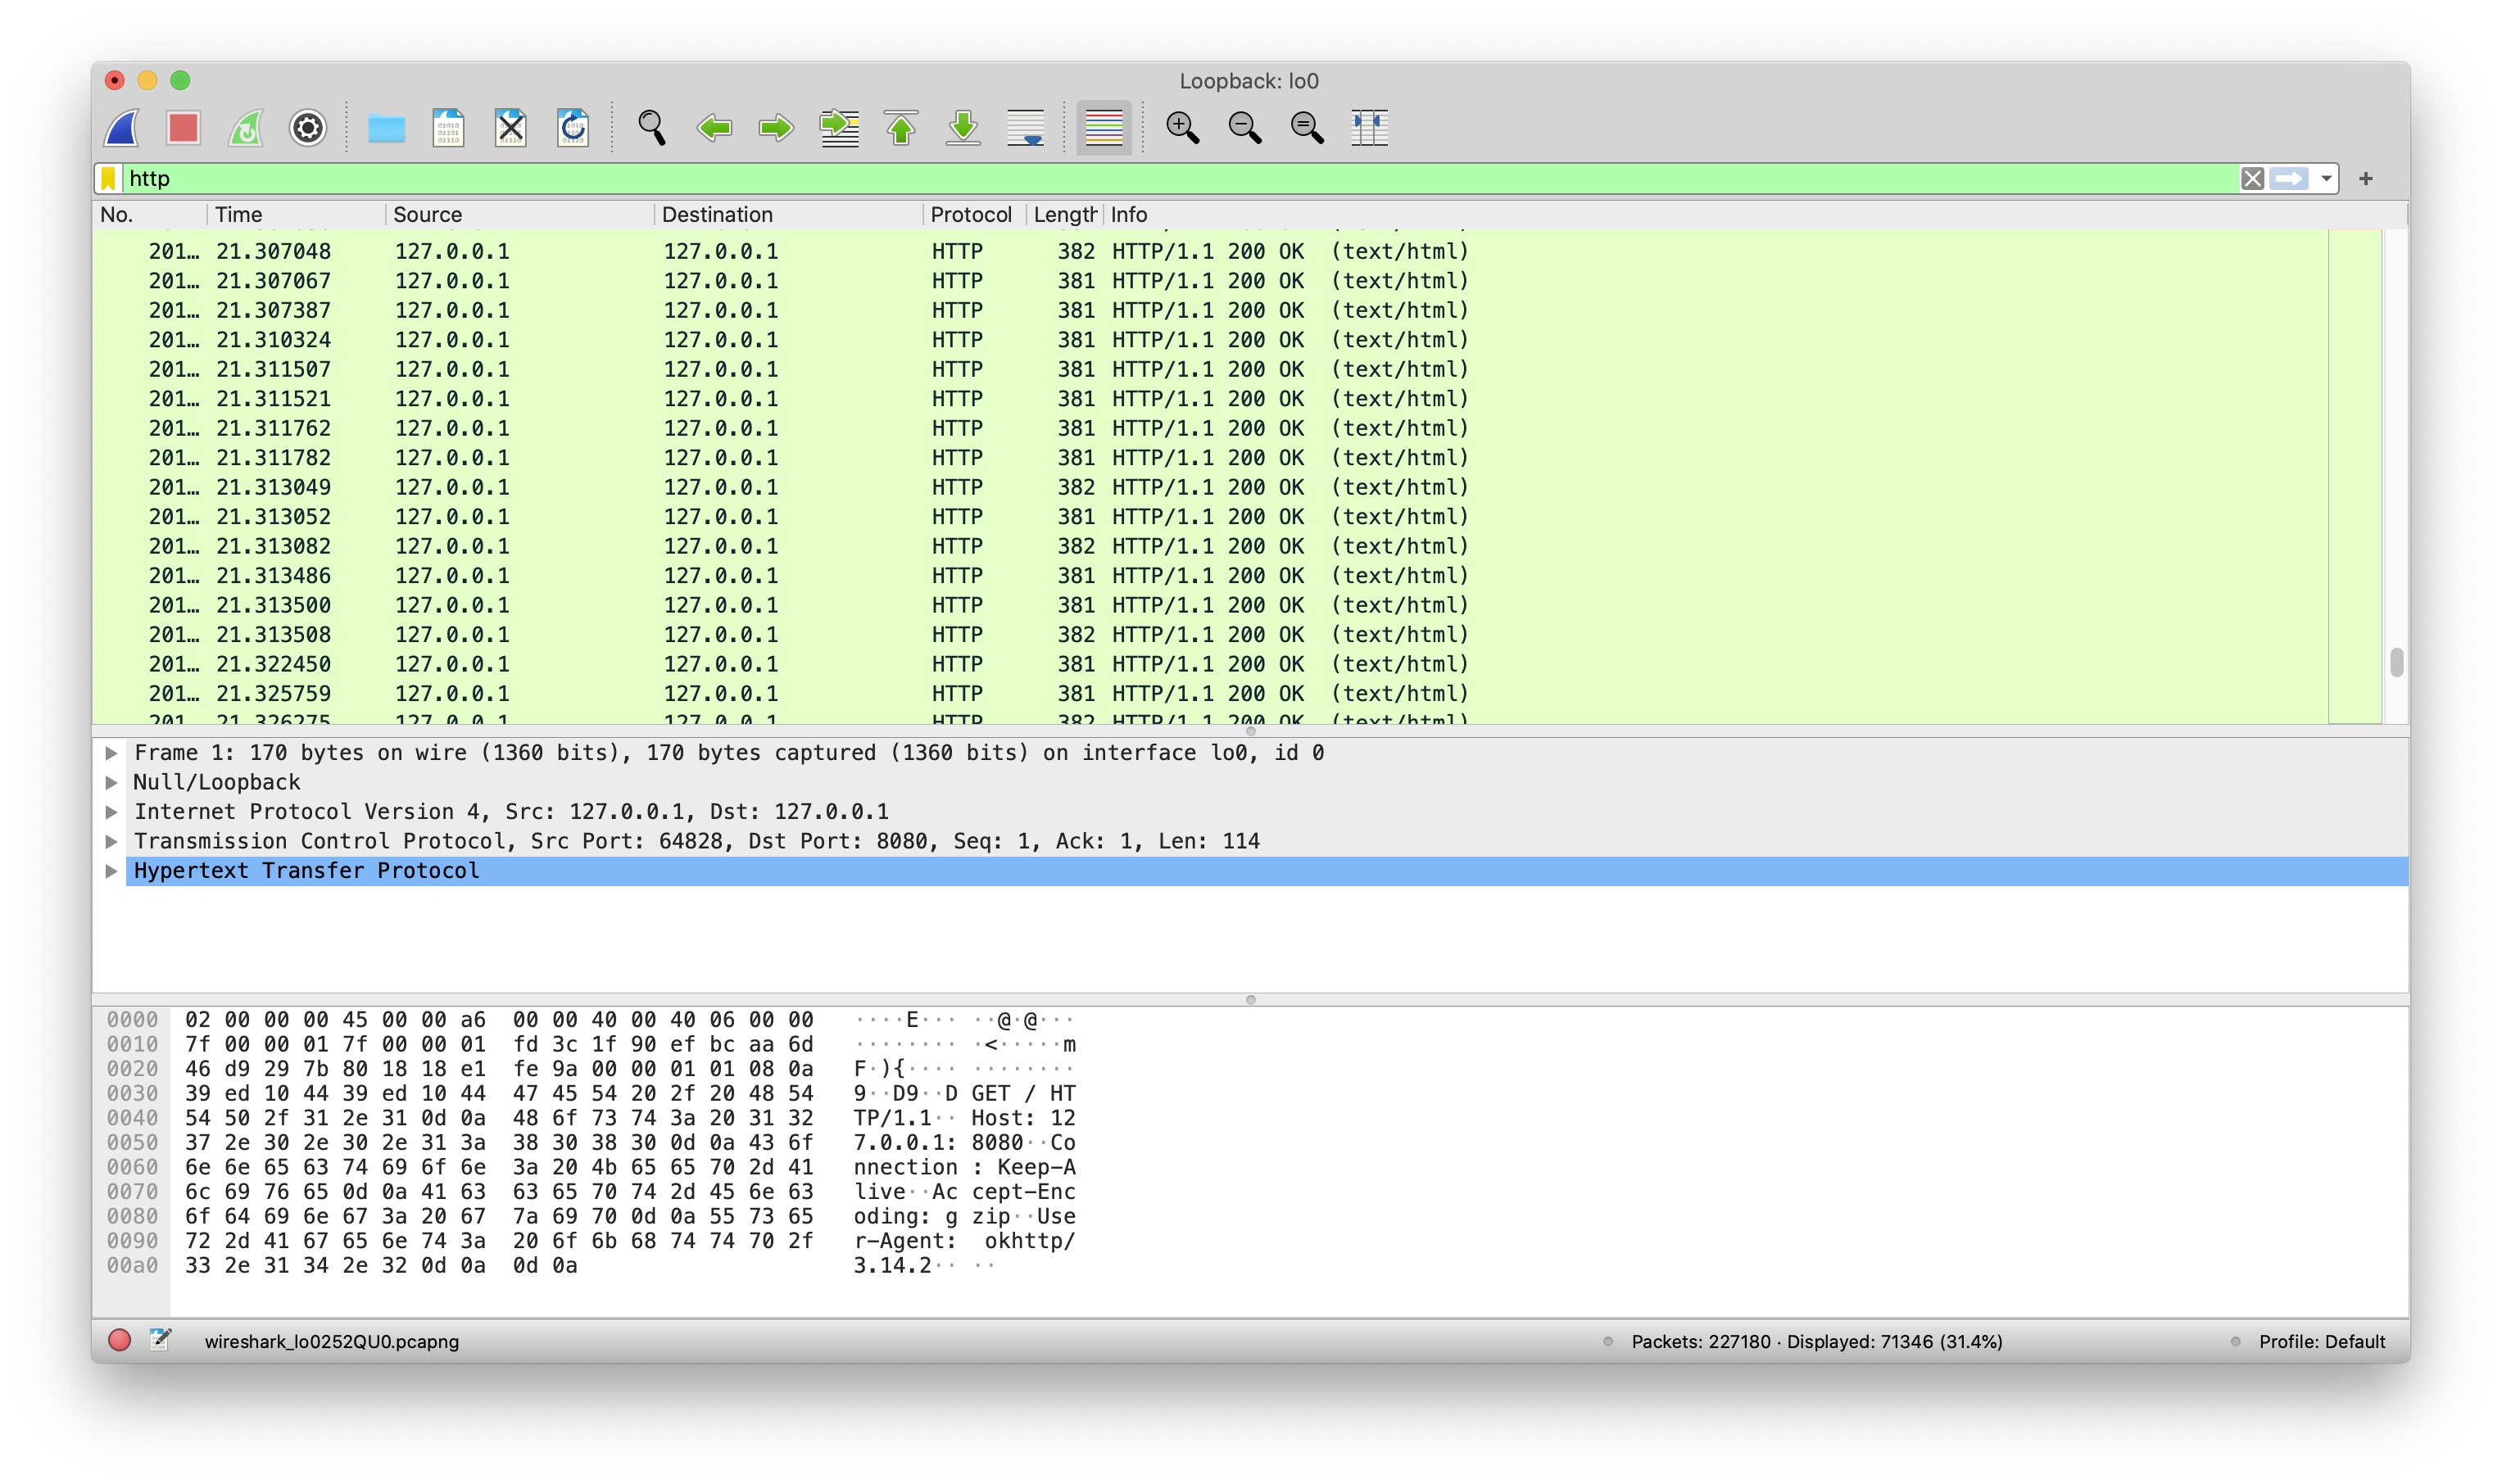 Loopback: lo0
http
+
No. Time Source Destination Protocol Length Info
201… 21.307048 127.0.0.1 127.0.0.1 HTTP 382 HTTP/1.1 200 OK (text/html)
201… 21.307067 127.0.0.1 127.0.0.1 HTTP 381 HTTP/1.1 200 OK (text/html)
201… 21.307387 127.0.0.1 127.0.0.1 HTTP 381 HTTP/1.1 200 OK (text/html)
201… 21.310324 127.0.0.1 127.0.0.1 HTTP 381 HTTP/1.1 200 OK (text/html)
201… 21.311507 127.0.0.1 127.0.0.1 HTTP 381 HTTP/1.1 200 OK (text/html)
201… 21.311521 127.0.0.1 127.0.0.1 HTTP 381 HTTP/1.1 200 OK (text/html)
201… 21.311762 127.0.0.1 127.0.0.1 HTTP 381 HTTP/1.1 200 OK (text/html)
201… 21.311782 127.0.0.1 127.0.0.1 HTTP 381 HTTP/1.1 200 OK (text/html)
201… 21.313049 127.0.0.1 127.0.0.1 HTTP 382 HTTP/1.1 200 OK (text/html)
201… 21.313052 127.0.0.1 127.0.0.1 HTTP 381 HTTP/1.1 200 OK (text/html)
201… 21.313082 127.0.0.1 127.0.0.1 HTTP 382 HTTP/1.1 200 OK (text/html)
201… 21.313486 127.0.0.1 127.0.0.1 HTTP 381 HTTP/1.1 200 OK (text/html)
201… 21.313500 127.0.0.1 127.0.0.1 HTTP 381 HTTP/1.1 200 OK (text/html)
201… 21.313508 127.0.0.1 127.0.0.1 HTTP 382 HTTP/1.1 200 OK (text/html)
201… 21.322450 127.0.0.1 127.0.0.1 HTTP 381 HTTP/1.1 200 OK (text/html)
201… 21.325759 127.0.0.1 127.0.0.1 HTTP 381 HTTP/1.1 200 OK (text/html)
201… 21.326275 127.0.0.1 127.0.0.1 HTTP 382 HTTP/1.1 200 OK (text/html)
Frame 1: 170 bytes on wire (1360 bits), 170 bytes captured (1360 bits) on interface lo0, id 0
Null/Loopback
Internet Protocol Version 4, Src: 127.0.0.1, Dst: 127.0.0.1
Transmission Control Protocol, Src Port: 64828, Dst Port: 8080, Seq: 1, Ack: 1, Len: 114
Hypertext Transfer Protocol
0000 02 00 00 00 45 00 00 a6 00 00 40 00 40 06 00 00 ····E··· ··@·@···
0010 7f 00 00 01 7f 00 00 01 fd 3c 1f 90 ef bc aa 6d ········ ·<·····m
0020 46 d9 29 7b 80 18 18 e1 fe 9a 00 00 01 01 08 0a F·){···· ········
0030 39 ed 10 44 39 ed 10 44 47 45 54 20 2f 20 48 54 9··D9··D GET / HT
0040 54 50 2f 31 2e 31 0d 0a 48 6f 73 74 3a 20 31 32 TP/1.1·· Host: 12
0050 37 2e 30 2e 30 2e 31 3a 38 30 38 30 0d 0a 43 6f 7.0.0.1: 8080··Co
0060 6e 6e 65 63 74 69 6f 6e 3a 20 4b 65 65 70 2d 41 nnection : Keep-A
0070 6c 69 76 65 0d 0a 41 63 63 65 70 74 2d 45 6e 63 live··Ac cept-Enc
0080 6f 64 69 6e 67 3a 20 67 7a 69 70 0d 0a 55 73 65 oding: g zip··Use
0090 72 2d 41 67 65 6e 74 3a 20 6f 6b 68 74 74 70 2f r-Agent: okhttp/
00a0 33 2e 31 34 2e 32 0d 0a 0d 0a 3.14.2·· ··
wireshark_lo0252QU0.pcapng Packets: 227180 · Displayed: 71346 (31.4%) Profile: Default